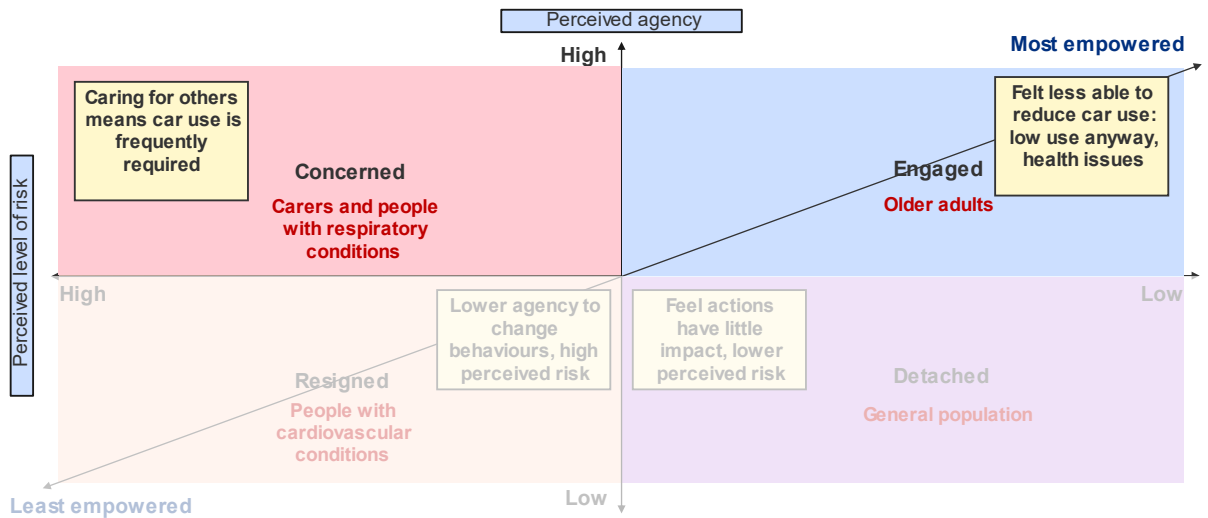 Perceived agency
High
Most empowered
Caring for others
means car use is
frequently
required
Felt less able to
reduce car use:
low use anyway,
health issues
Concerned
Engaged
Carers and people
with respiratory
conditions
Older adults
Perceived level of risk
High
Low
Lower agency to
change
behaviours, high
perceived risk
Feel actions
have little
impact, lower
perceived risk
Resigned
Detached
People with
cardiovascular
conditions
General population
Least empowered
Low